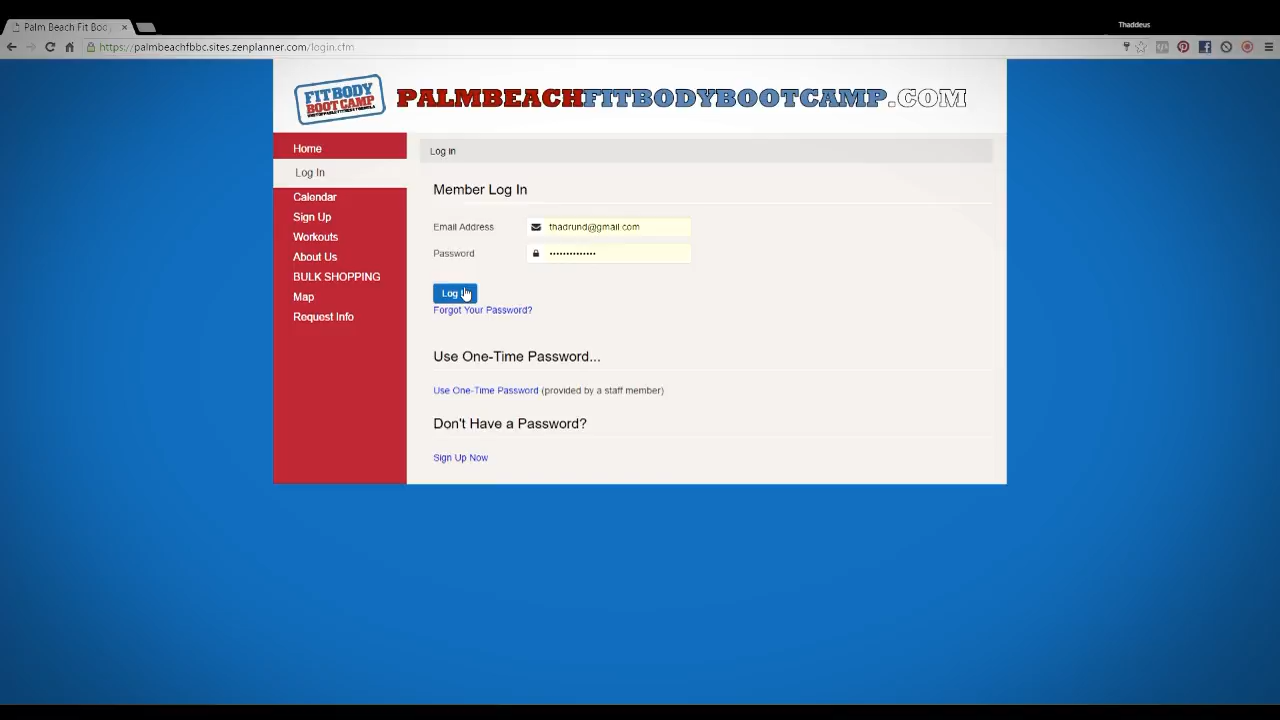 Thaddeus
Palm Beach Fit Boo
https://palmbeachfbbc.sites.zenplanner.com/login.cfm
FIT BODY
BOOT CAMP
PALMBEACHFITBODYBOOTCAMP.COM
Home
Log In
Calendar
Sign Up
Workouts
About Us
BULK SHOPPING
Map
Request Info
Log in
Member Log In
Email Address
thadrund@gmail.com
Password
••••••••••••••
Log
Forgot Your Password?
Use One-Time Password...
Use One-Time Password (provided by a staff member)
Don't Have a Password?
Sign Up Now